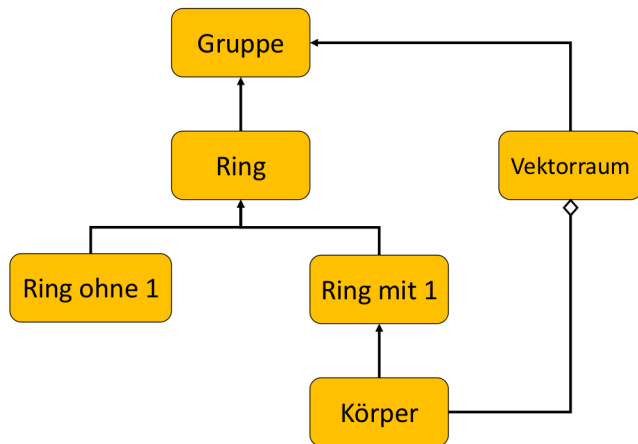 Gruppe
Ring
Vektorraum
Ring ohne 1
Ring mit 1
Körper